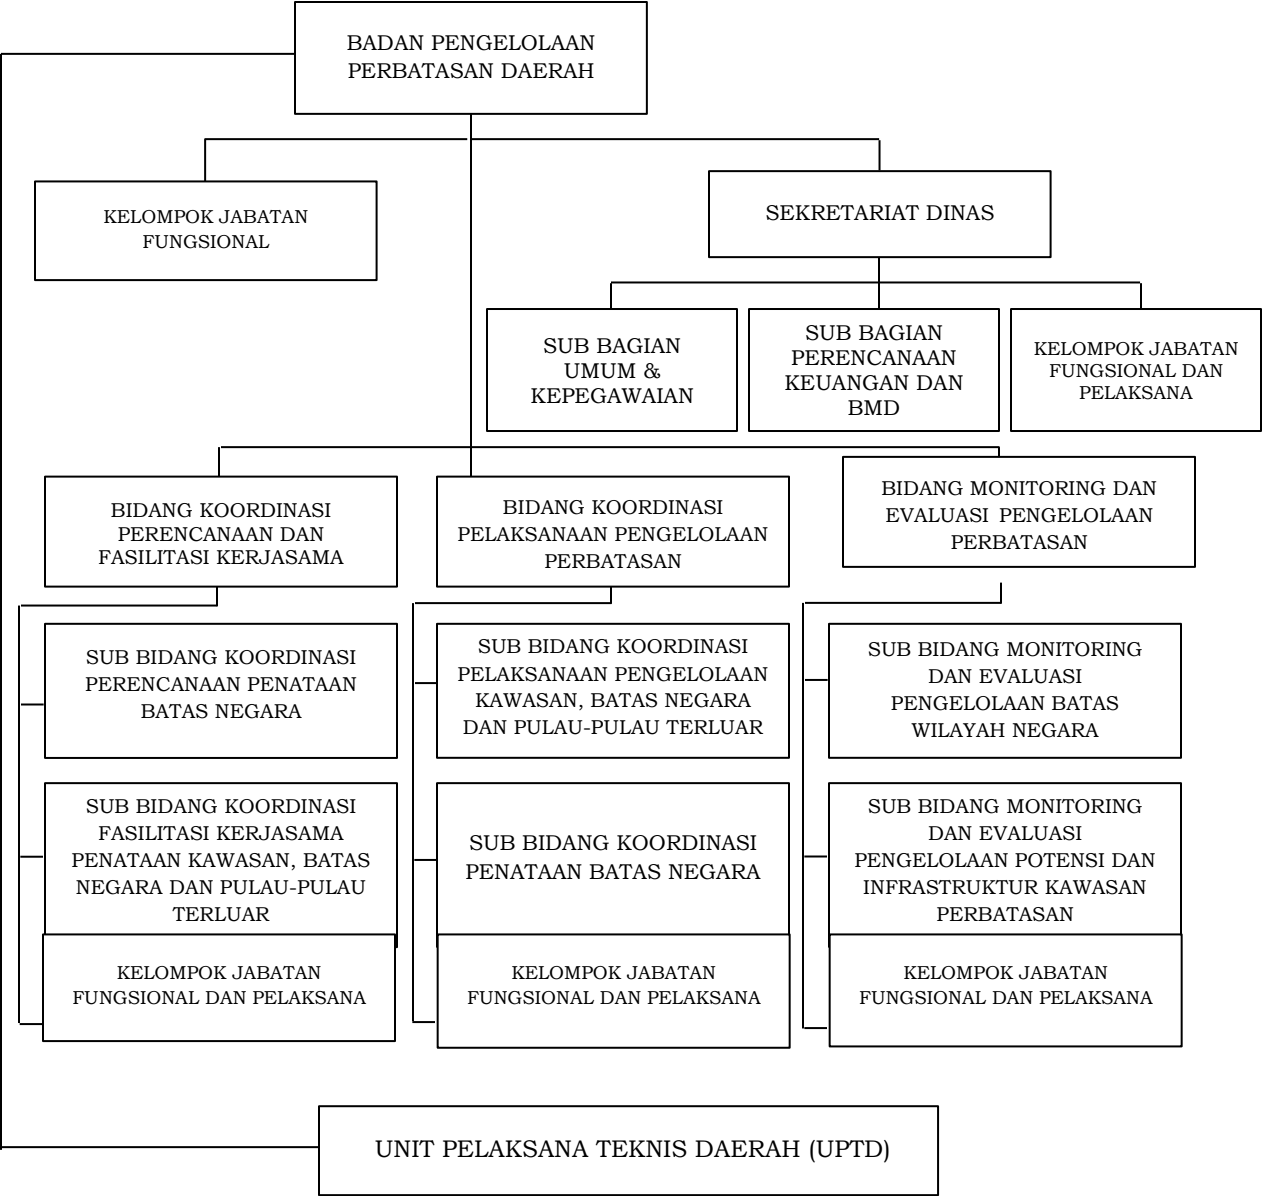 BADAN PENGELOLAAN
PERBATASAN DAERAH
KELOMPOK JABATAN
FUNGSIONAL
SEKRETARIAT DINAS
SUB BAGIAN
UMUM &
KEPEGAWAIAN
SUB BAGIAN
PERENCANAAN
KEUANGAN DAN
BMD
KELOMPOK JABATAN
FUNGSIONAL DAN
PELAKSANA
BIDANG KOORDINASI
PERENCANAAN DAN
FASILITASI KERJASAMA
BIDANG KOORDINASI
PELAKSANAAN PENGELOLAAN
PERBATASAN
BIDANG MONITORING DAN
EVALUASI PENGELOLAAN
PERBATASAN
SUB BIDANG KOORDINASI
PERENCANAAN PENATAAN
BATAS NEGARA
SUB BIDANG KOORDINASI
PELAKSANAAN PENGELOLAAN
KAWASAN, BATAS NEGARA
DAN PULAU-PULAU TERLUAR
SUB BIDANG MONITORING
DAN EVALUASI
PENGELOLAAN BATAS
WILAYAH NEGARA
SUB BIDANG KOORDINASI
FASILITASI KERJASAMA
PENATAAN KAWASAN, BATAS
NEGARA DAN PULAU-PULAU
TERLUAR
SUB BIDANG KOORDINASI
PENATAAN BATAS NEGARA
SUB BIDANG MONITORING
DAN EVALUASI
PENGELOLAAN POTENSI DAN
INFRASTRUKTUR KAWASAN
PERBATASAN
KELOMPOK JABATAN
FUNGSIONAL DAN PELAKSANA
KELOMPOK JABATAN
FUNGSIONAL DAN PELAKSANA
KELOMPOK JABATAN
FUNGSIONAL DAN PELAKSANA
UNIT PELAKSANA TEKNIS DAERAH (UPTD)